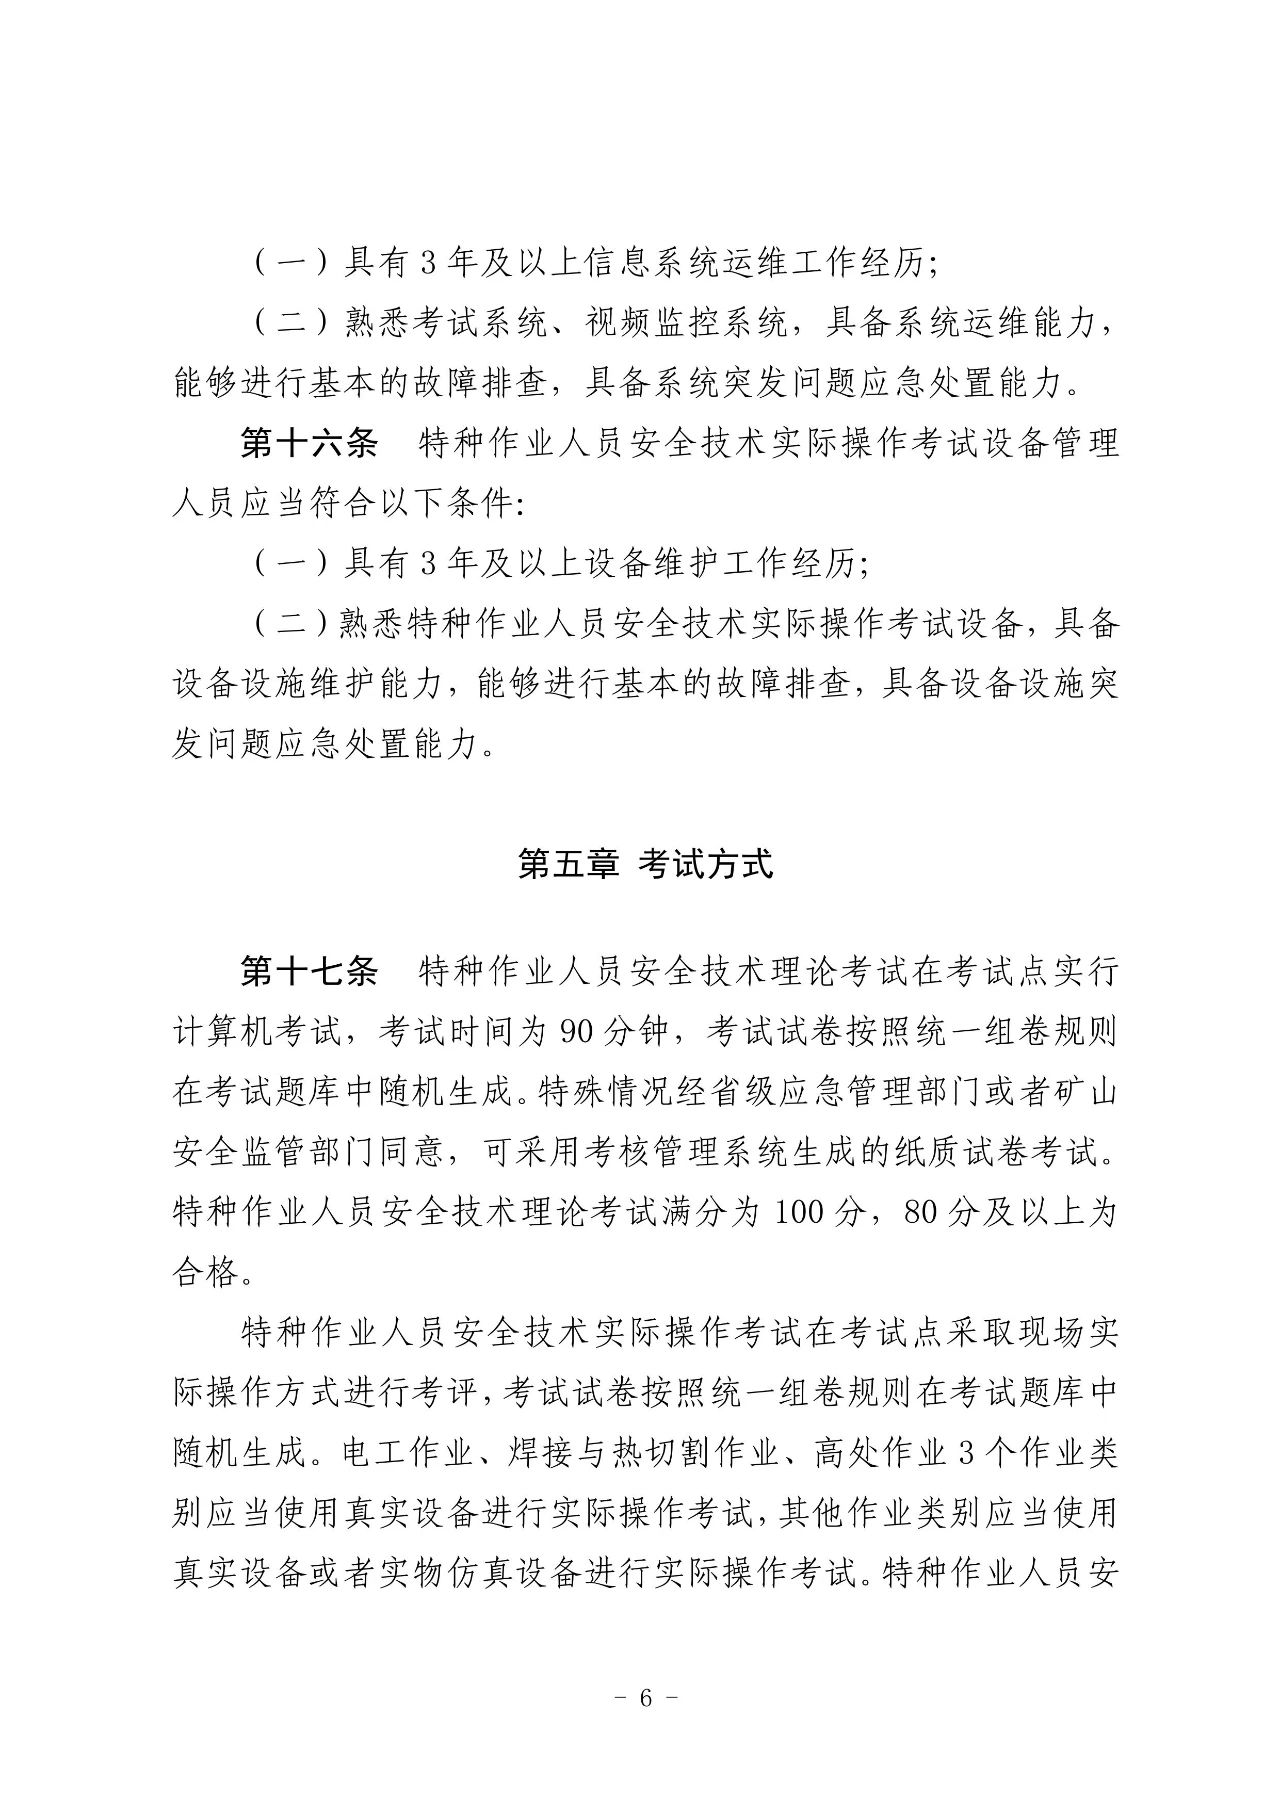 （一）具有 3 年及以上信息系统运维工作经历；
（二）熟悉考试系统、视频监控系统，具备系统运维能力，
能够进行基本的故障排查，具备系统突发问题应急处置能力。
第十六条　特种作业人员安全技术实际操作考试设备管理
人员应当符合以下条件：
（一）具有 3 年及以上设备维护工作经历；
（二）熟悉特种作业人员安全技术实际操作考试设备，具备
设备设施维护能力，能够进行基本的故障排查，具备设备设施突
发问题应急处置能力。
第五章 考试方式
第十七条　特种作业人员安全技术理论考试在考试点实行
计算机考试，考试时间为 90 分钟，考试试卷按照统一组卷规则
在考试题库中随机生成。特殊情况经省级应急管理部门或者矿山
安全监管部门同意，可采用考核管理系统生成的纸质试卷考试。
特种作业人员安全技术理论考试满分为 100 分，80 分及以上为
合格。
特种作业人员安全技术实际操作考试在考试点采取现场实
际操作方式进行考评，考试试卷按照统一组卷规则在考试题库中
随机生成。电工作业、焊接与热切割作业、高处作业 3 个作业类
别应当使用真实设备进行实际操作考试，其他作业类别应当使用
真实设备或者实物仿真设备进行实际操作考试。特种作业人员安
- 6 -